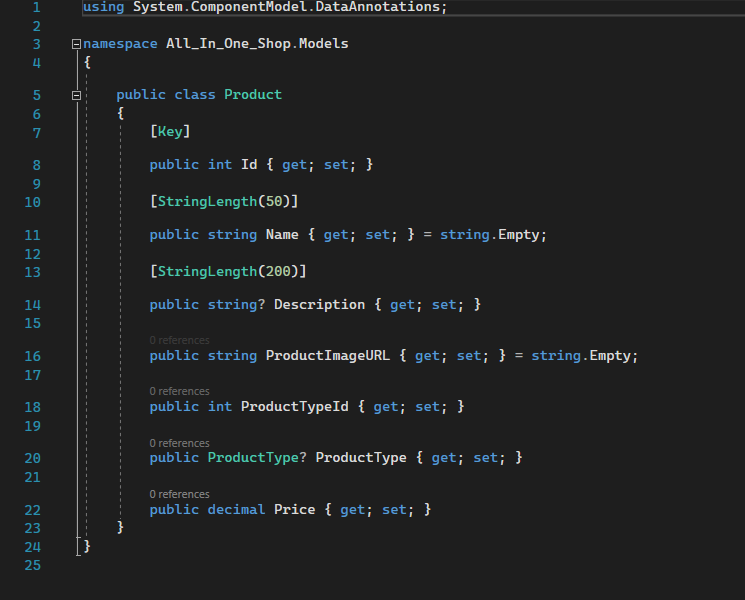 1 using System.ComponentModel.DataAnnotations;
2
3 namespace All_In_One_Shop.Models
4 {
5 public class Product
6 {
7 [Key]
8 public int Id { get; set; }
9
10 [StringLength(50)]
11 public string Name { get; set; } = string.Empty;
12
13 [StringLength(200)]
14 public string? Description { get; set; }
15
0 references
16 public string ProductImageURL { get; set; } = string.Empty;
17
0 references
18 public int ProductTypeId { get; set; }
19
0 references
20 public ProductType? ProductType { get; set; }
21
0 references
22 public decimal Price { get; set; }
23 }
24 }
25